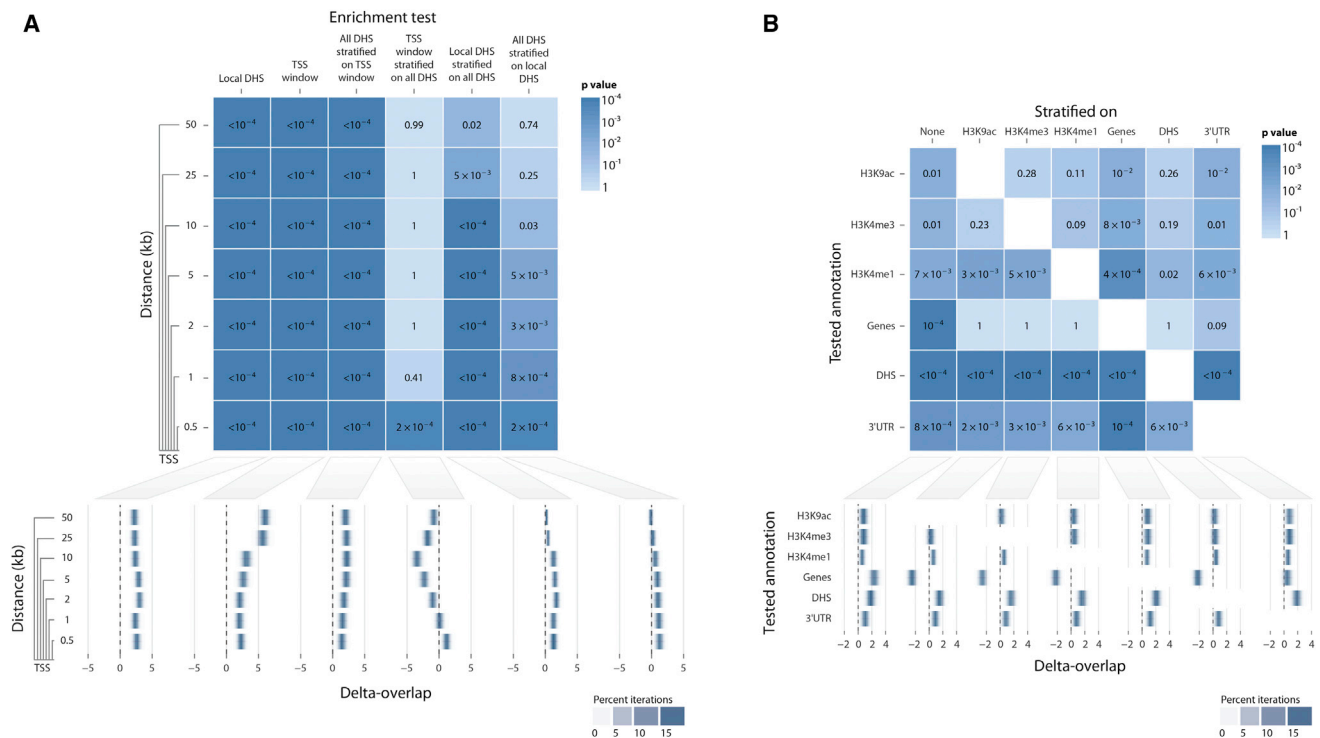 A
Enrichment test
Local DHS
TSS window
All DHS stratified on TSS window
TSS window stratified on all DHS
Local DHS stratified on all DHS
All DHS stratified on local DHS
p value
10⁻⁴
10⁻³
10⁻²
10⁻¹
1
Distance (kb)
50 <10⁻⁴ <10⁻⁴ <10⁻⁴ 0.99 0.02 0.74
25 <10⁻⁴ <10⁻⁴ <10⁻⁴ 1 5 × 10⁻³ 0.25
10 <10⁻⁴ <10⁻⁴ <10⁻⁴ 1 <10⁻⁴ 0.03
5 <10⁻⁴ <10⁻⁴ <10⁻⁴ 1 <10⁻⁴ 5 × 10⁻³
2 <10⁻⁴ <10⁻⁴ <10⁻⁴ 1 <10⁻⁴ 3 × 10⁻³
1 <10⁻⁴ <10⁻⁴ <10⁻⁴ 0.41 <10⁻⁴ 8 × 10⁻⁴
0.5 <10⁻⁴ <10⁻⁴ <10⁻⁴ 2 × 10⁻⁴ <10⁻⁴ 2 × 10⁻⁴
TSS
Distance (kb)
50
25
10
5
2
1
0.5
TSS
−5 0 5 −5 0 5 −5 0 5 −5 0 5 −5 0 5 −5 0 5
Delta-overlap
Percent iterations
0 5 10 15
B
Stratified on
None H3K9ac H3K4me3 H3K4me1 Genes DHS 3'UTR
p value
10⁻⁴
10⁻³
10⁻²
10⁻¹
1
Tested annotation
H3K9ac 0.01 0.28 0.11 10⁻² 0.26 10⁻²
H3K4me3 0.01 0.23 0.09 8 × 10⁻³ 0.19 0.01
H3K4me1 7 × 10⁻³ 3 × 10⁻³ 5 × 10⁻³ 4 × 10⁻⁴ 0.02 6 × 10⁻³
Genes 10⁻⁴ 1 1 1 1 0.09
DHS <10⁻⁴ <10⁻⁴ <10⁻⁴ <10⁻⁴ <10⁻⁴ <10⁻⁴
3'UTR 8 × 10⁻⁴ 2 × 10⁻³ 3 × 10⁻³ 6 × 10⁻³ 10⁻⁴ 6 × 10⁻³
Tested annotation
H3K9ac
H3K4me3
H3K4me1
Genes
DHS
3'UTR
−2 0 2 4 −2 0 2 4 −2 0 2 4 −2 0 2 4 −2 0 2 4 −2 0 2 4 −2 0 2 4
Delta-overlap
Percent iterations
0 5 10 15